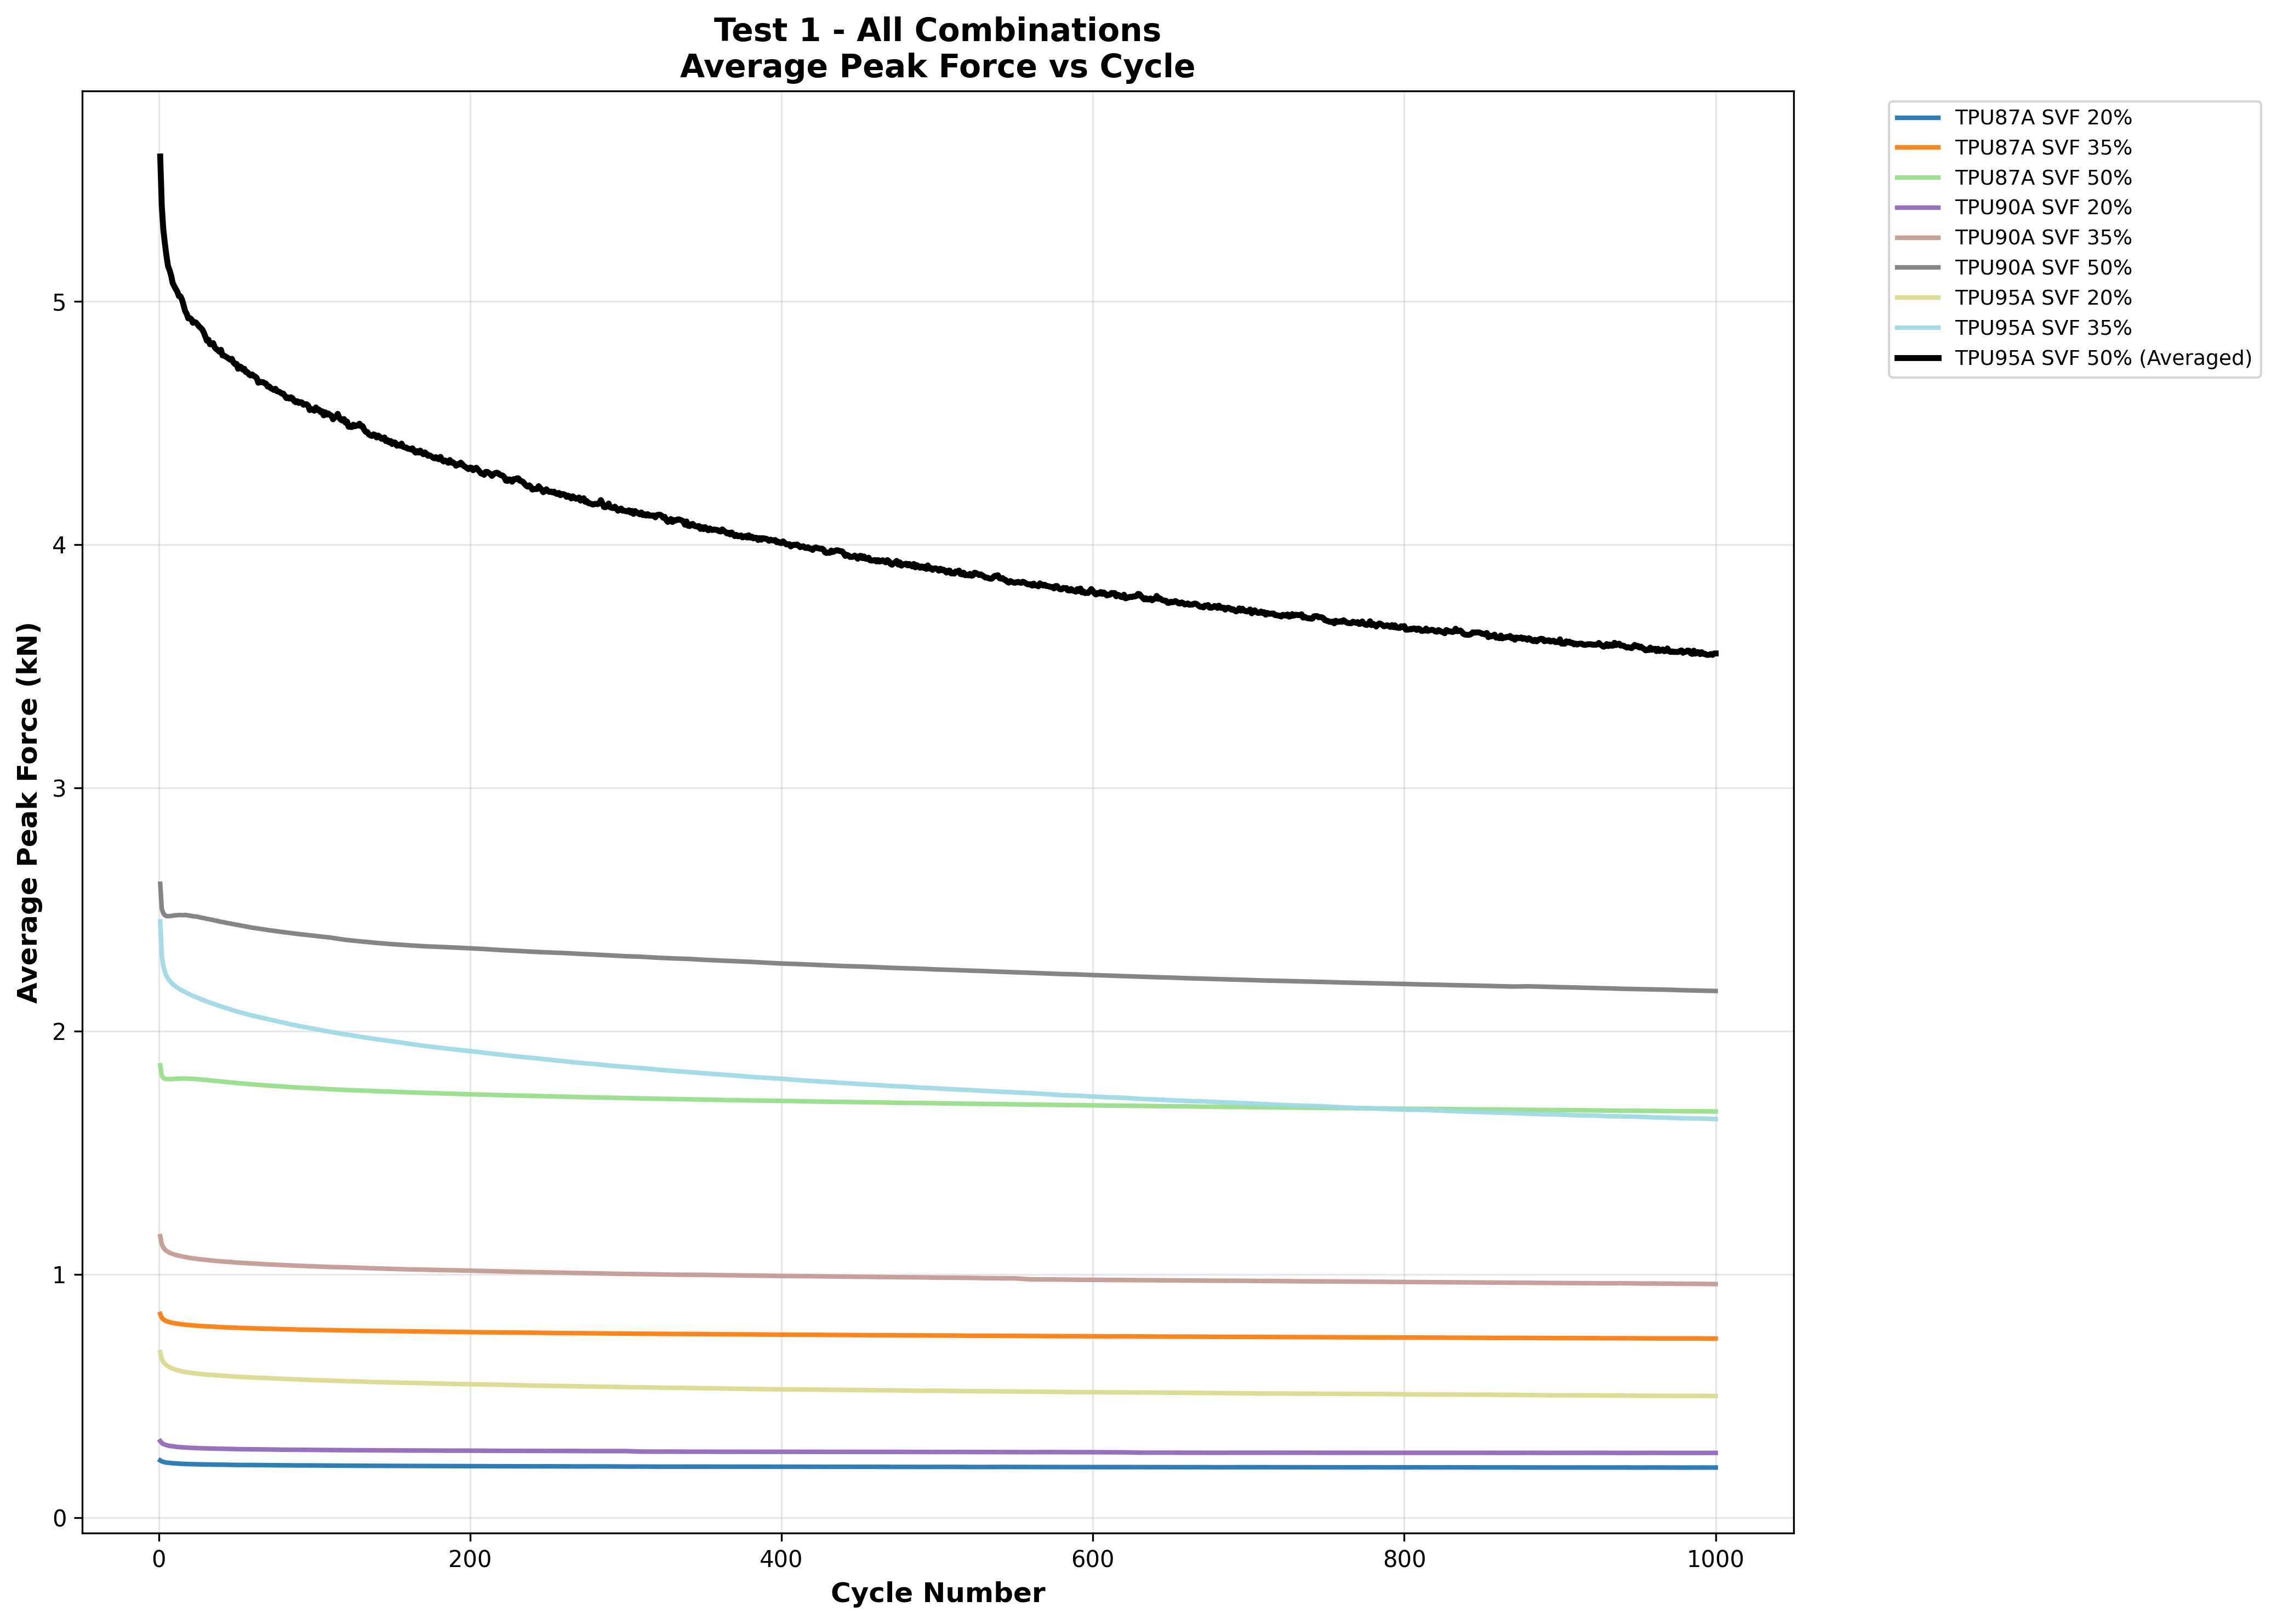 Test 1 - All Combinations
Average Peak Force vs Cycle
Average Peak Force (kN)
5
4
3
2
1
0
0
200
400
600
800
1000
Cycle Number
TPU87A SVF 20%
TPU87A SVF 35%
TPU87A SVF 50%
TPU90A SVF 20%
TPU90A SVF 35%
TPU90A SVF 50%
TPU95A SVF 20%
TPU95A SVF 35%
TPU95A SVF 50% (Averaged)